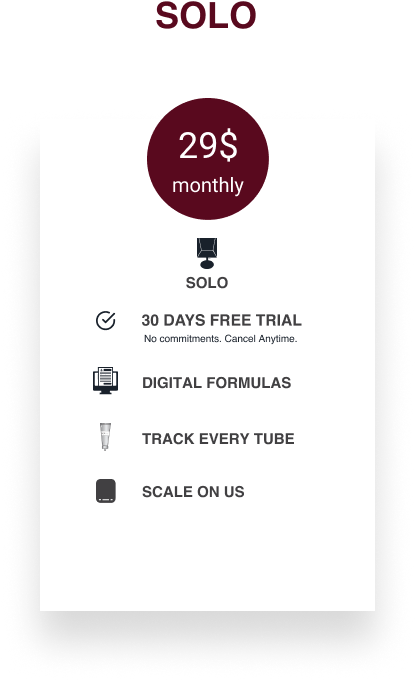 SOLO
29$
monthly
SOLO
30 DAYS FREE TRIAL
No commitments. Cancel Anytime.
DIGITAL FORMULAS
TRACK EVERY TUBE
SCALE ON US